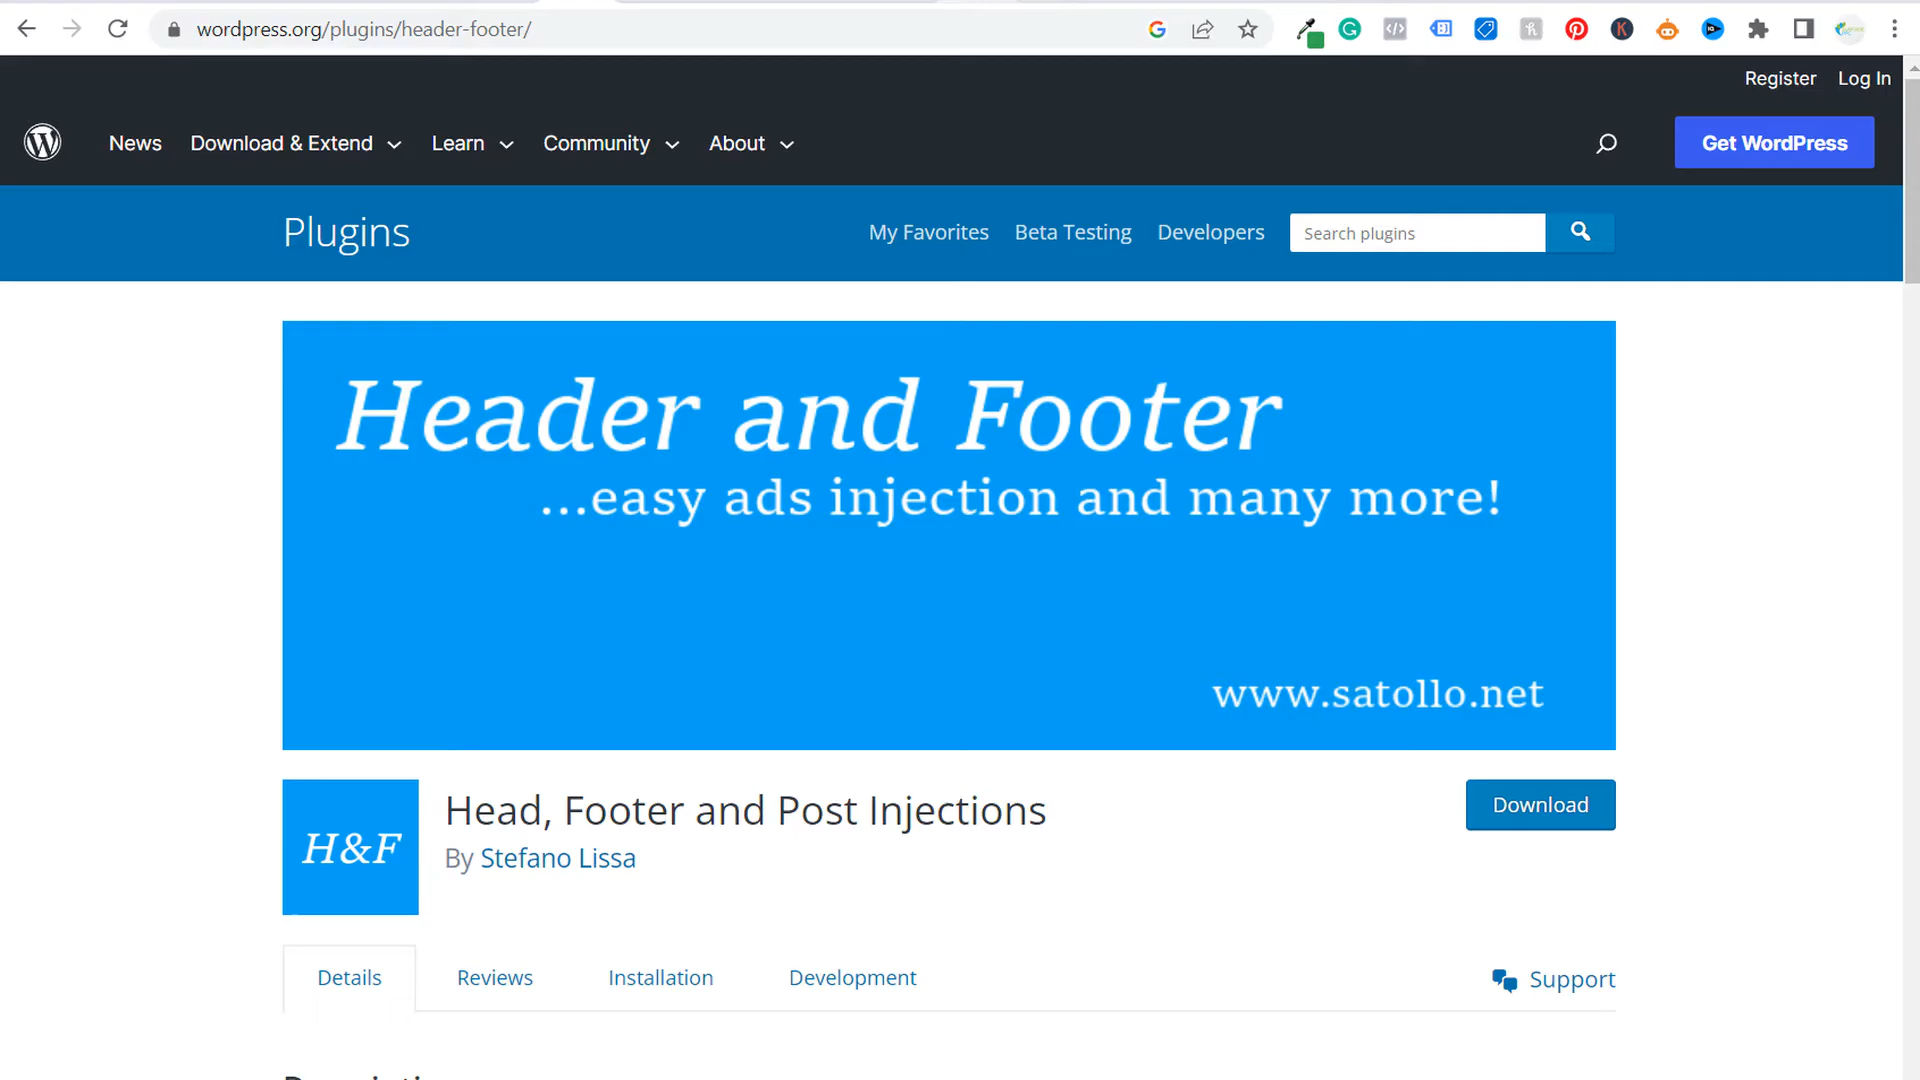 wordpress.org/plugins/header-footer/
Register Log In
News Download & Extend Learn Community About Get WordPress
Plugins My Favorites Beta Testing Developers Search plugins
Header and Footer
...easy ads injection and many more!
www.satollo.net
H&F
Head, Footer and Post Injections
Download
By Stefano Lissa
Details Reviews Installation Development Support